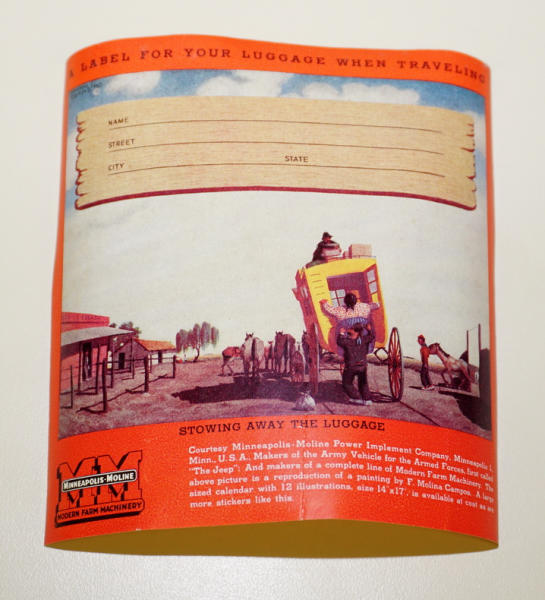 A LABEL FOR YOUR LUGGAGE WHEN TRAVELING
NAME
STREET
CITY STATE
STOWING AWAY THE LUGGAGE
Courtesy Minneapolis-Moline Power Implement Company, Minneapolis 1,
Minn., U.S.A., Makers of the Army Vehicle for the Armed Forces, first called
"The Jeep"; And makers of a complete line of Modern Farm Machinery. The
above picture is a reproduction of a painting by F. Molina Campos. A large
sized calendar with 12 illustrations, size 14"x17", is available at cost as are
more stickers like this.
MM
MINNEAPOLIS-MOLINE
MODERN FARM MACHINERY